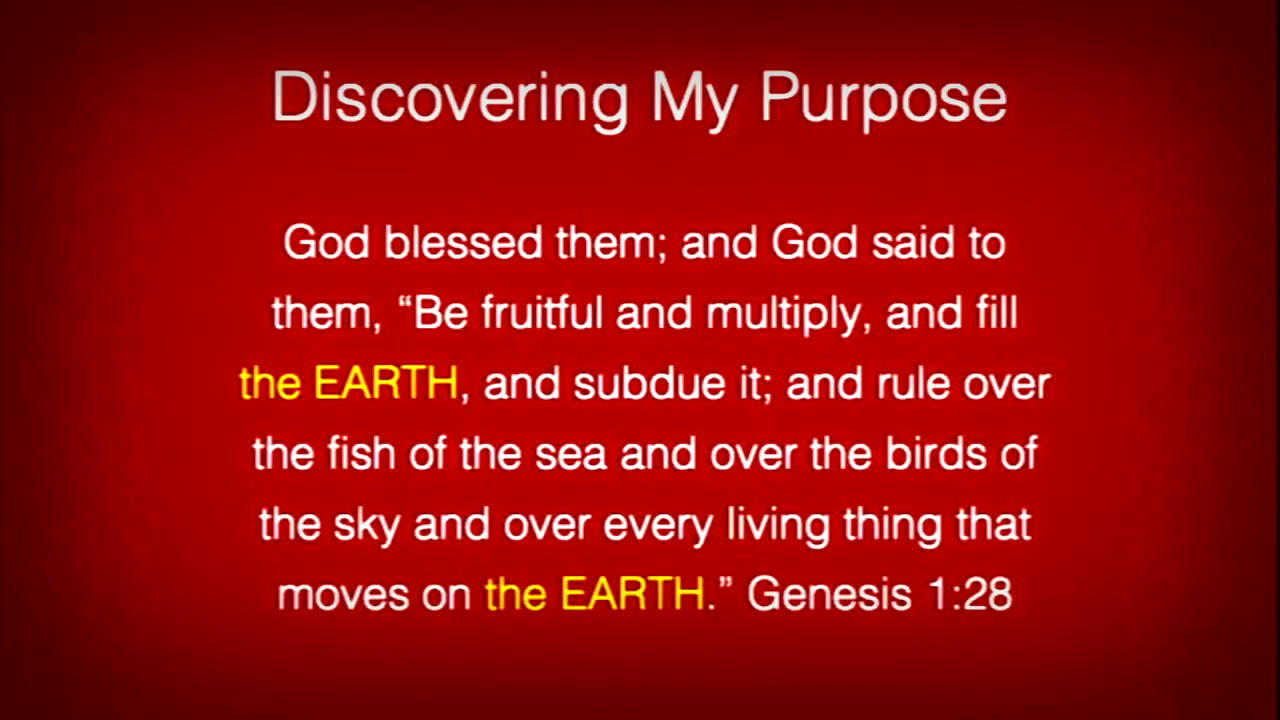 Discovering My Purpose
God blessed them; and God said to
them, “Be fruitful and multiply, and fill
the EARTH, and subdue it; and rule over
the fish of the sea and over the birds of
the sky and over every living thing that
moves on the EARTH.” Genesis 1:28